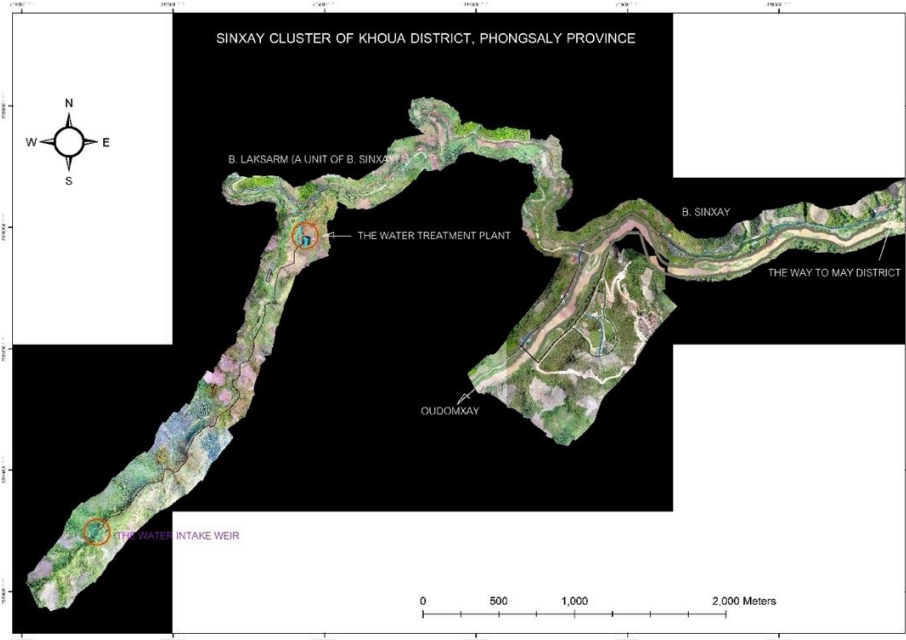 SINXAY CLUSTER OF KHOUA DISTRICT, PHONGSALY PROVINCE
N
W E
S
B. LAKSARM (A UNIT OF B. SINXAY)
B. SINXAY
THE WATER TREATMENT PLANT
THE WAY TO MAY DISTRICT
OUDOMXAY
THE WATER INTAKE WEIR
0 500 1,000 2,000 Meters